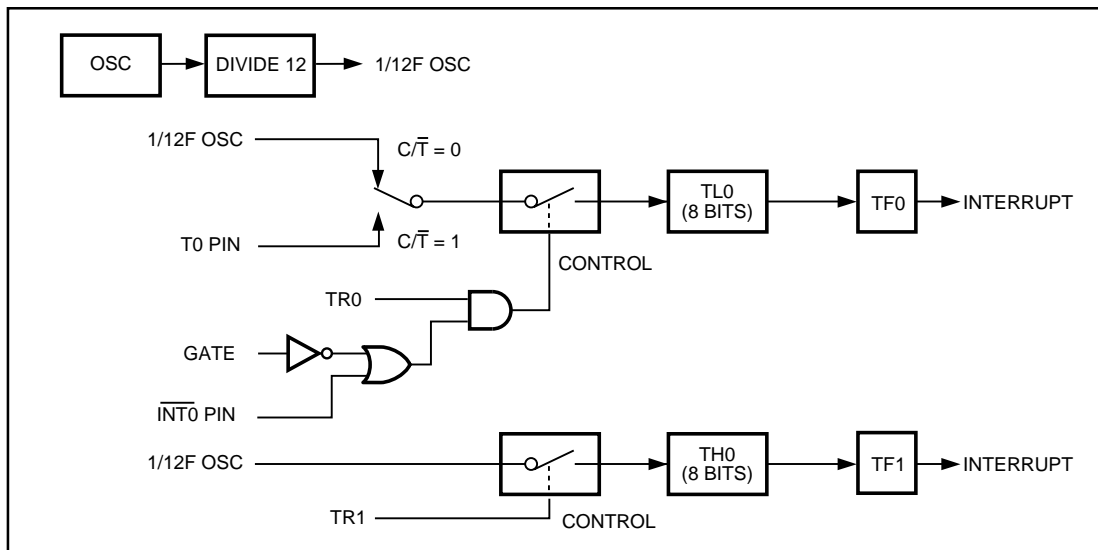 OSC
DIVIDE 12
1/12F OSC
1/12F OSC
C/T̅ = 0
TL0
(8 BITS)
TF0
INTERRUPT
T0 PIN
C/T̅ = 1
CONTROL
TR0
GATE
I̅N̅T̅0̅ PIN
1/12F OSC
TH0
(8 BITS)
TF1
INTERRUPT
TR1
CONTROL